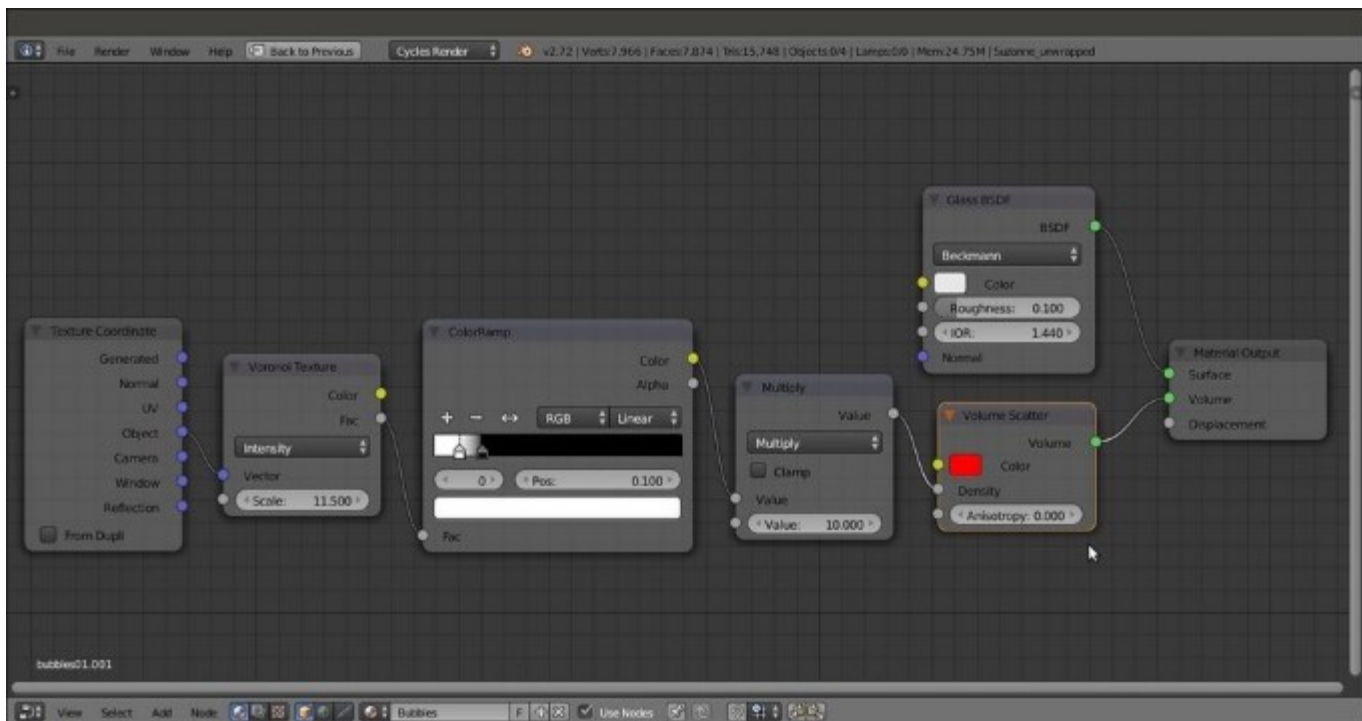 File Render Window Help Back to Previous Cycles Render v2.72 | Verts:7,966 | Faces:7,874 | Tris:15,748 | Objects:0/4 | Lamps:0/0 | Mem:24.75M | Suzanne_unwrapped
Texture Coordinate
Generated
Normal
UV
Object
Camera
Window
Reflection
From Dupli
Voronoi Texture
Color
Fac
Intensity
Vector
Scale: 11.500
ColorRamp
Color
Alpha
RGB Linear
0 Pos: 0.100
Fac
Multiply
Value
Multiply
Clamp
Value
Value: 10.000
Glass BSDF
BSDF
Beckmann
Color
Roughness: 0.100
IOR: 1.440
Normal
Volume Scatter
Volume
Color
Density
Anisotropy: 0.000
Material Output
Surface
Volume
Displacement
bubbles01.001
View Select Add Node Bubbles F Use Nodes